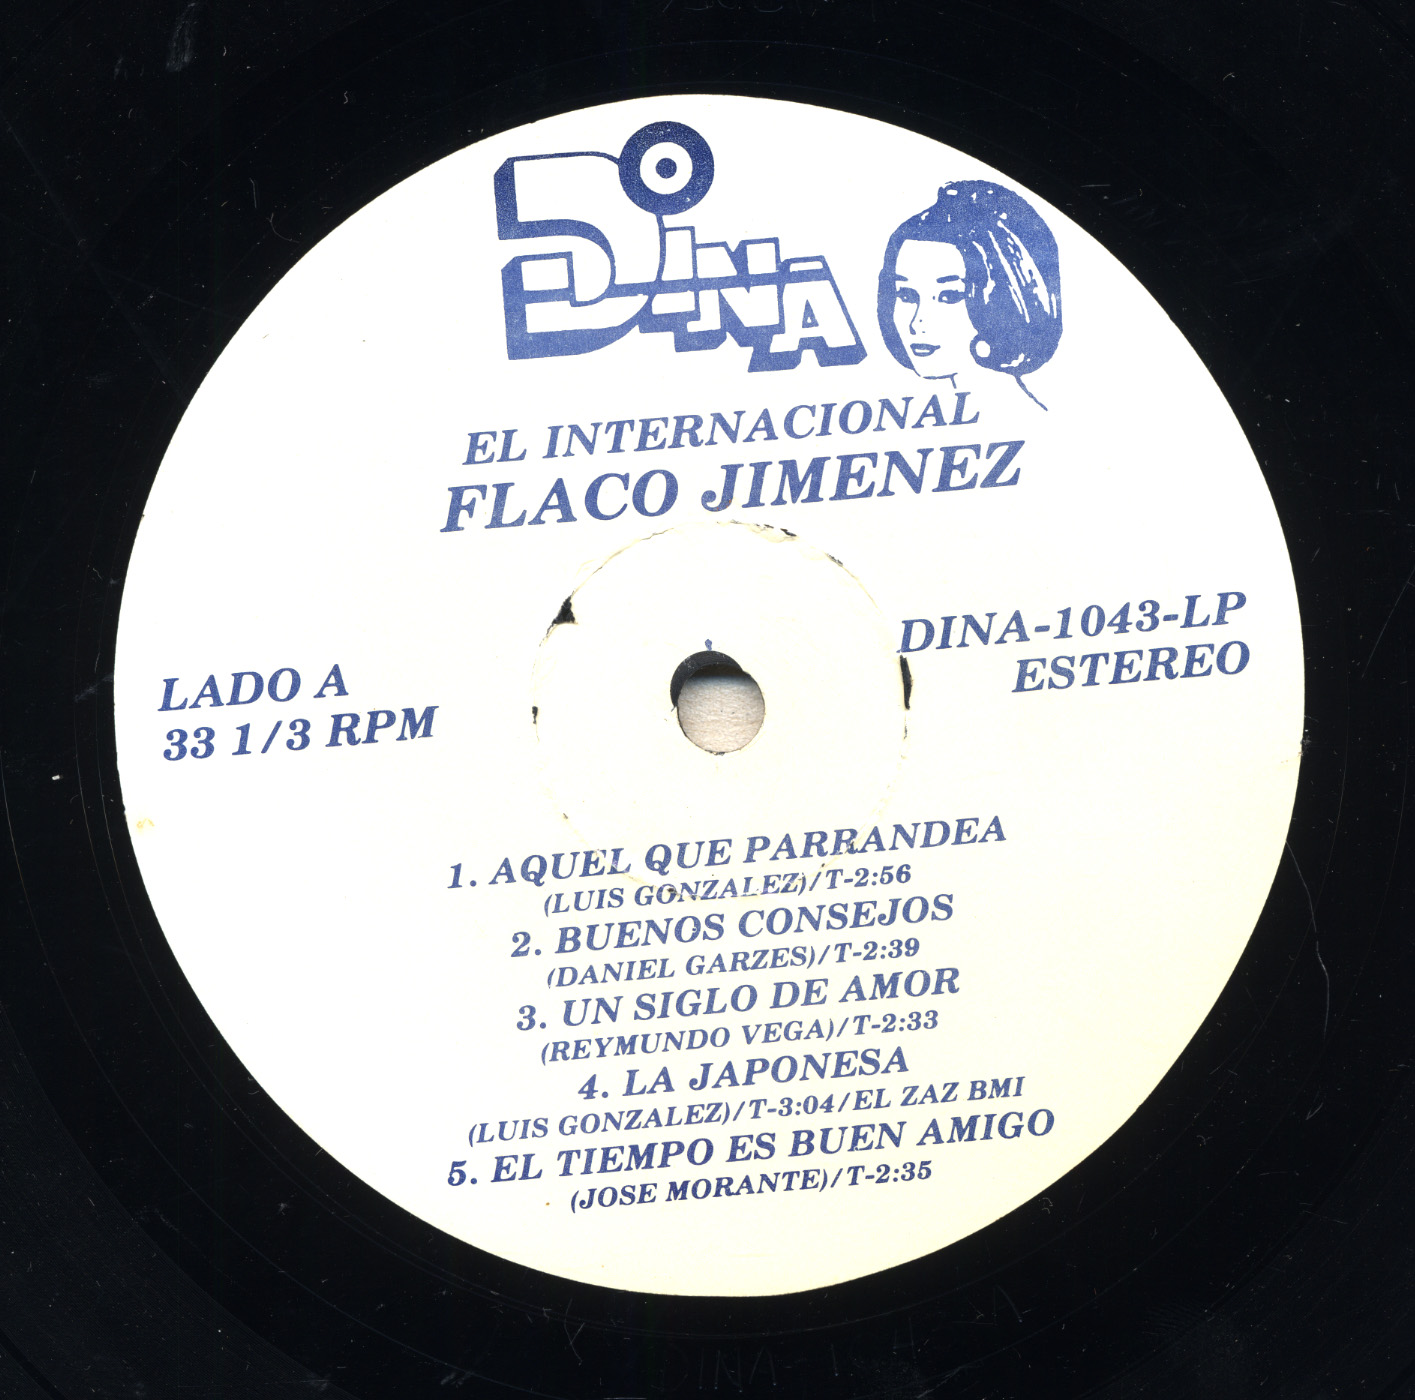 DINA
EL INTERNACIONAL
FLACO JIMENEZ
DINA-1043-LP
ESTEREO
LADO A
33 1/3 RPM
1. AQUEL QUE PARRANDEA
(LUIS GONZALEZ)/T-2:56
2. BUENOS CONSEJOS
(DANIEL GARZES)/T-2:39
3. UN SIGLO DE AMOR
(REYMUNDO VEGA)/T-2:33
4. LA JAPONESA
(LUIS GONZALEZ)/T-3:04/EL ZAZ BMI
5. EL TIEMPO ES BUEN AMIGO
(JOSE MORANTE)/T-2:35